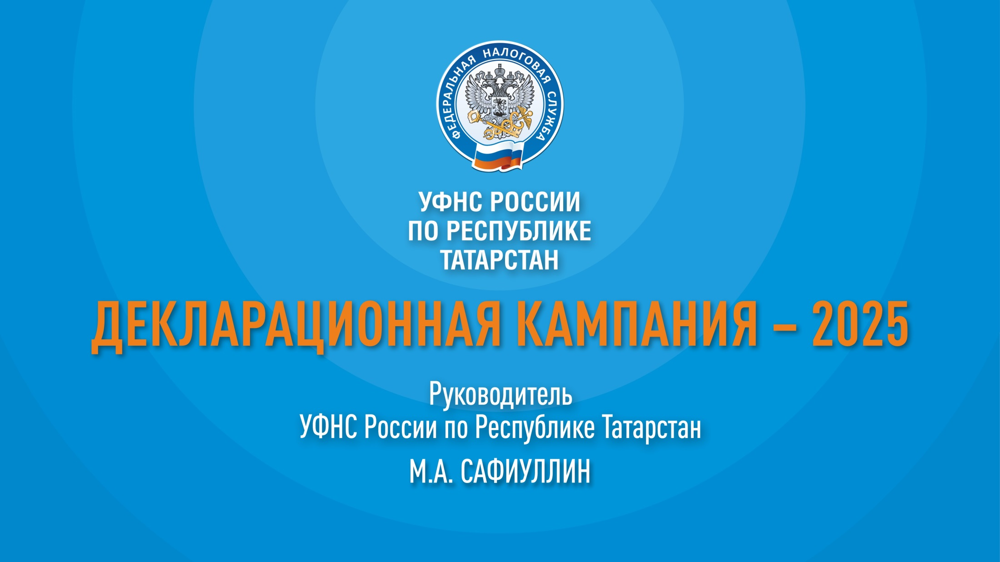 ФЕДЕРАЛЬНАЯ НАЛОГОВАЯ СЛУЖБА
УФНС РОССИИ
ПО РЕСПУБЛИКЕ
ТАТАРСТАН
ДЕКЛАРАЦИОННАЯ КАМПАНИЯ – 2025
Руководитель
УФНС России по Республике Татарстан
М.А. САФИУЛЛИН